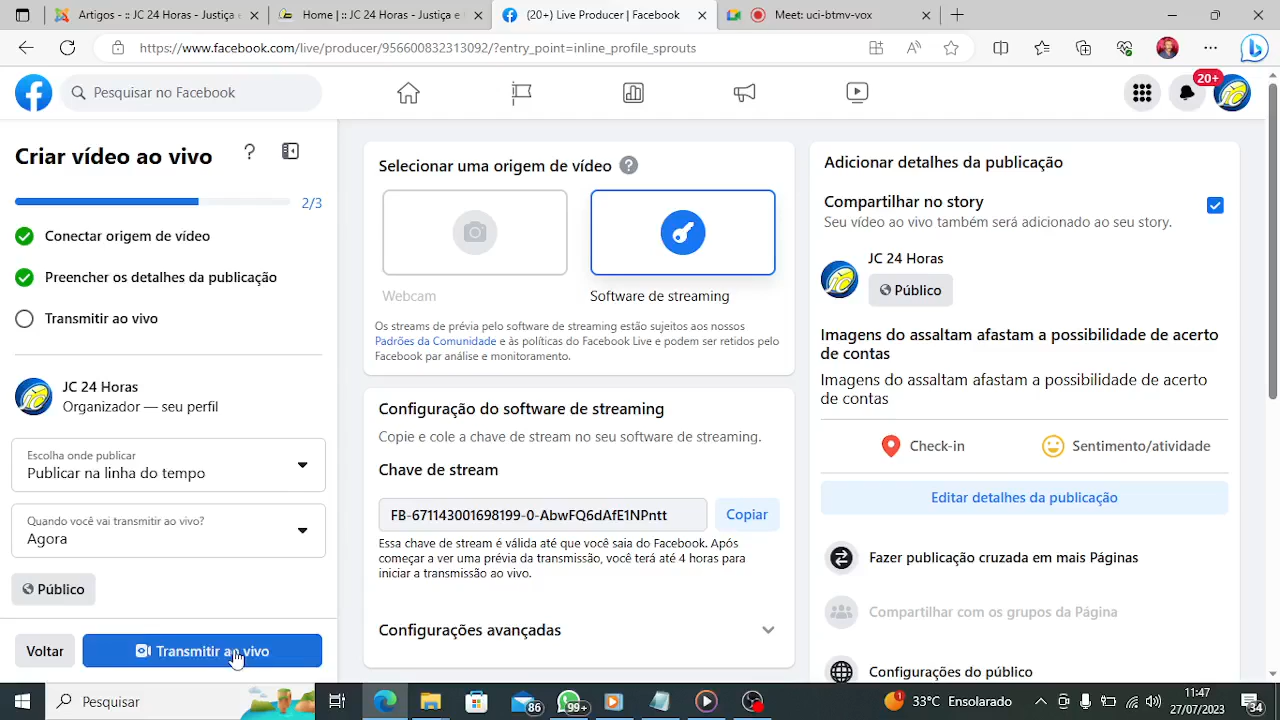 Artigos - :: JC 24 Horas - Justiça e
Home | :: JC 24 Horas - Justiça e
(20+) Live Producer | Facebook
Meet: uci-btmv-vox
https://www.facebook.com/live/producer/956600832313092/?entry_point=inline_profile_sprouts
Pesquisar no Facebook
20+
Criar vídeo ao vivo
2/3
Conectar origem de vídeo
Preencher os detalhes da publicação
Transmitir ao vivo
JC 24 Horas
Organizador — seu perfil
Escolha onde publicar
Publicar na linha do tempo
Quando você vai transmitir ao vivo?
Agora
Público
Voltar
Transmitir ao vivo
Selecionar uma origem de vídeo
Webcam
Software de streaming
Os streams de prévia pelo software de streaming estão sujeitos aos nossos
Padrões da Comunidade e às políticas do Facebook Live e podem ser retidos pelo
Facebook par análise e monitoramento.
Configuração do software de streaming
Copie e cole a chave de stream no seu software de streaming.
Chave de stream
FB-671143001698199-0-AbwFQ6dAfE1NPntt
Copiar
Essa chave de stream é válida até que você saia do Facebook. Após
começar a ver uma prévia da transmissão, você terá até 4 horas para
iniciar a transmissão ao vivo.
Configurações avançadas
Adicionar detalhes da publicação
Compartilhar no story
Seu vídeo ao vivo também será adicionado ao seu story.
JC 24 Horas
Público
Imagens do assaltam afastam a possibilidade de acerto
de contas
Imagens do assaltam afastam a possibilidade de acerto
de contas
Check-in
Sentimento/atividade
Editar detalhes da publicação
Fazer publicação cruzada em mais Páginas
Compartilhar com os grupos da Página
Configurações do público
Pesquisar
86
99+
1
33°C Ensolarado
11:47
27/07/2023
34